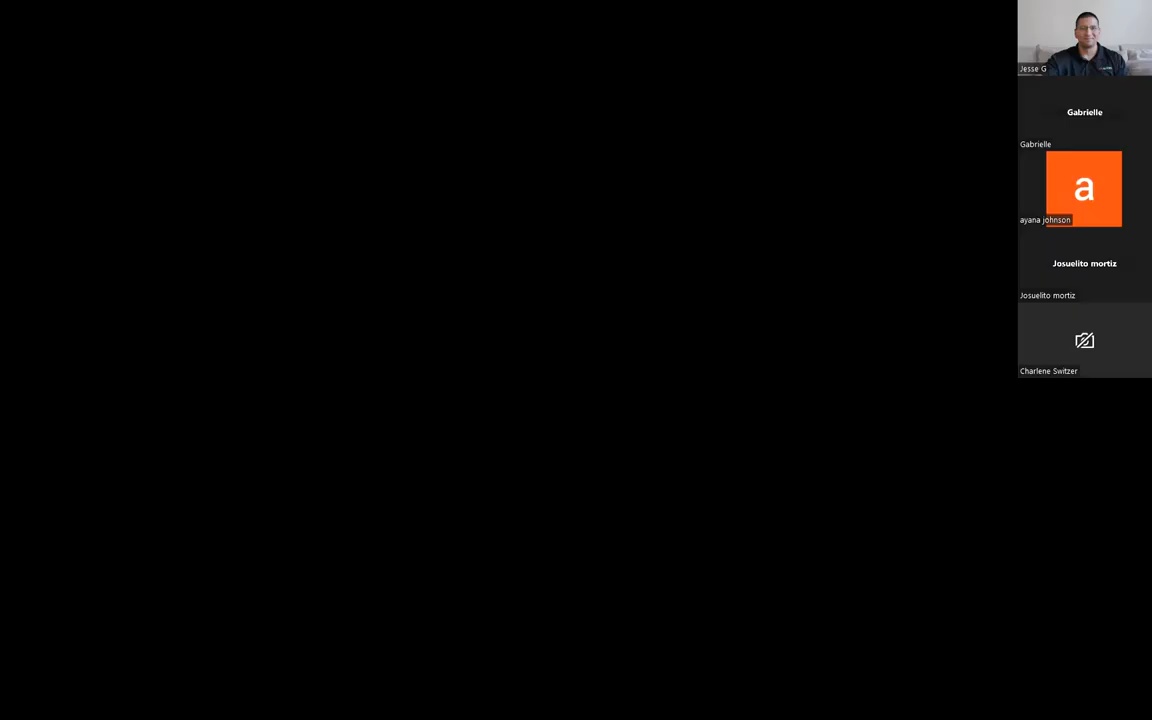 Jesse G
Gabrielle
Gabrielle
a
ayana johnson
Josuelito mortiz
Josuelito mortiz
Charlene Switzer